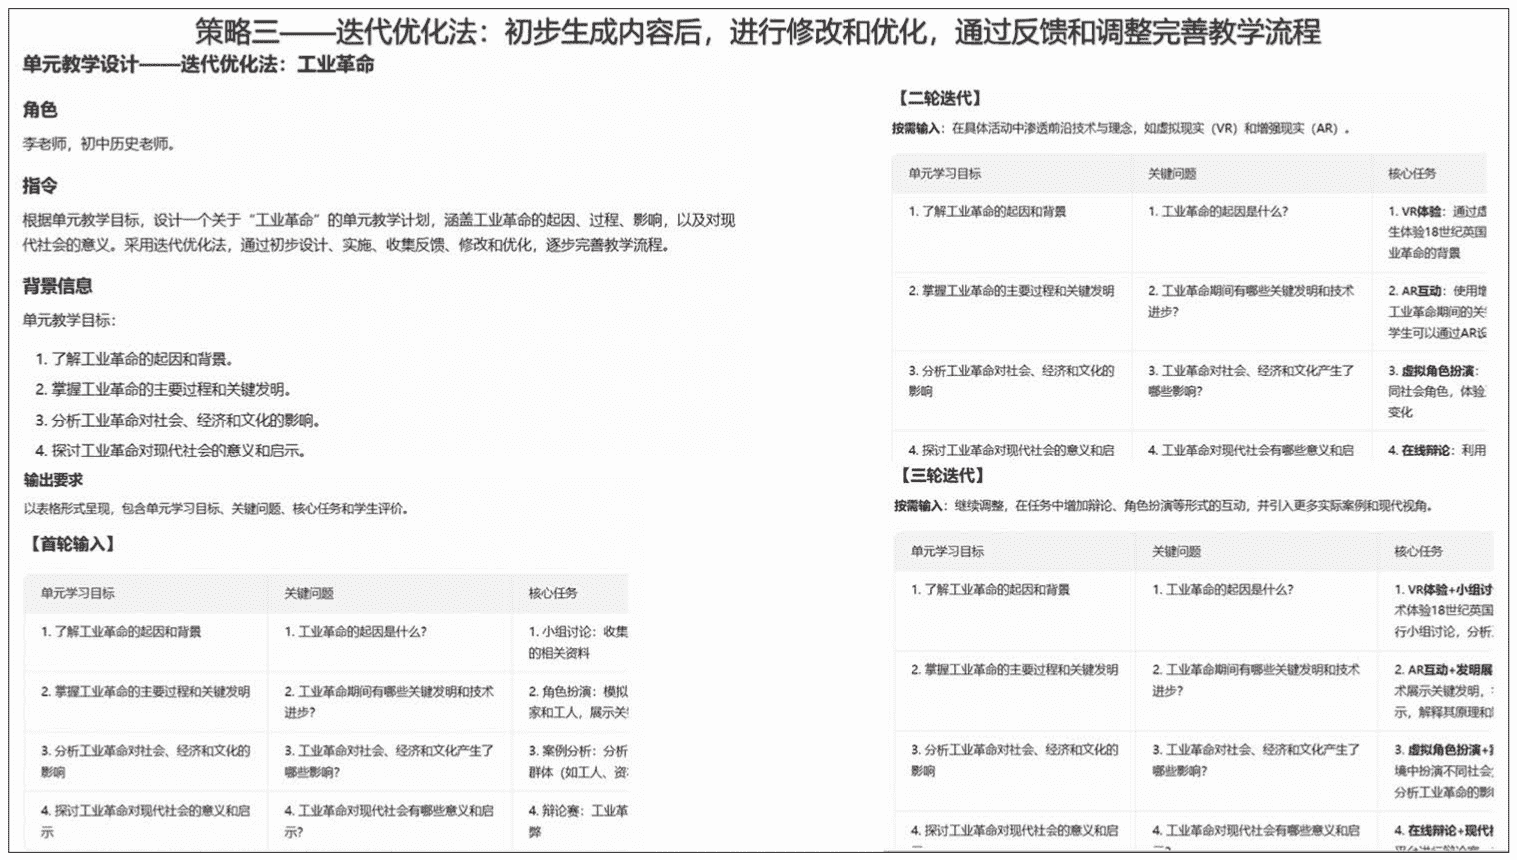 策略三——迭代优化法：初步生成内容后，进行修改和优化，通过反馈和调整完善教学流程
单元教学设计——迭代优化法：工业革命
角色
李老师，初中历史老师。
指令
根据单元教学目标，设计一个关于“工业革命”的单元教学计划，涵盖工业革命的起因、过程、影响，以及对现
代社会的意义。采用迭代优化法，通过初步设计、实施、收集反馈、修改和优化，逐步完善教学流程。
背景信息
单元教学目标：
1. 了解工业革命的起因和背景。
2. 掌握工业革命的主要过程和关键发明。
3. 分析工业革命对社会、经济和文化的影响。
4. 探讨工业革命对现代社会的意义和启示。
输出要求
以表格形式呈现，包含单元学习目标、关键问题、核心任务和学生评价。
【首轮输入】
单元学习目标
关键问题
核心任务
1. 了解工业革命的起因和背景
1. 工业革命的起因是什么？
1. 小组讨论：收集
的相关资料
2. 掌握工业革命的主要过程和关键发明
2. 工业革命期间有哪些关键发明和技术
进步？
2. 角色扮演：模拟
家和工人，展示关
3. 分析工业革命对社会、经济和文化的
影响
3. 工业革命对社会、经济和文化产生了
哪些影响？
3. 案例分析：分析
群体（如工人、资
4. 探讨工业革命对现代社会的意义和启
示
4. 工业革命对现代社会有哪些意义和启
示？
4. 辩论赛：工业革
弊
【二轮迭代】
按需输入：在具体活动中渗透前沿技术与理念，如虚拟现实（VR）和增强现实（AR）。
单元学习目标
关键问题
核心任务
1. 了解工业革命的起因和背景
1. 工业革命的起因是什么？
1. VR体验：通过虚
生体验18世纪英国
业革命的背景
2. 掌握工业革命的主要过程和关键发明
2. 工业革命期间有哪些关键发明和技术
进步？
2. AR互动：使用增
工业革命期间的关
学生可以通过AR设
3. 分析工业革命对社会、经济和文化的
影响
3. 工业革命对社会、经济和文化产生了
哪些影响？
3. 虚拟角色扮演：
同社会角色，体验
变化
4. 探讨工业革命对现代社会的意义和启
4. 工业革命对现代社会有哪些意义和启
4. 在线辩论：利用
【三轮迭代】
按需输入：继续调整，在任务中增加辩论、角色扮演等形式的互动，并引入更多实际案例和现代视角。
单元学习目标
关键问题
核心任务
1. 了解工业革命的起因和背景
1. 工业革命的起因是什么？
1. VR体验+小组讨
术体验18世纪英国
行小组讨论，分析
2. 掌握工业革命的主要过程和关键发明
2. 工业革命期间有哪些关键发明和技术
进步？
2. AR互动+发明展
术展示关键发明，
示，解释其原理和
3. 分析工业革命对社会、经济和文化的
影响
3. 工业革命对社会、经济和文化产生了
哪些影响？
3. 虚拟角色扮演+
境中扮演不同社会
分析工业革命的影
4. 探讨工业革命对现代社会的意义和启
4. 工业革命对现代社会有哪些意义和启
4. 在线辩论+现代